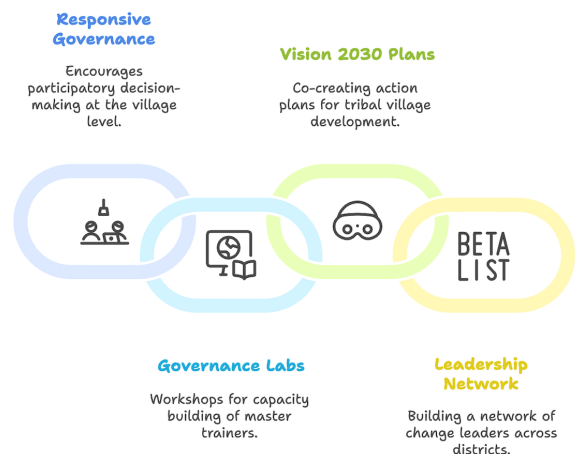 Responsive
Governance
Encourages
participatory decision-
making at the village
level.
Vision 2030 Plans
Co-creating action
plans for tribal village
development.
BETA
LIST
Governance Labs
Workshops for capacity
building of master
trainers.
Leadership
Network
Building a network of
change leaders across
districts.